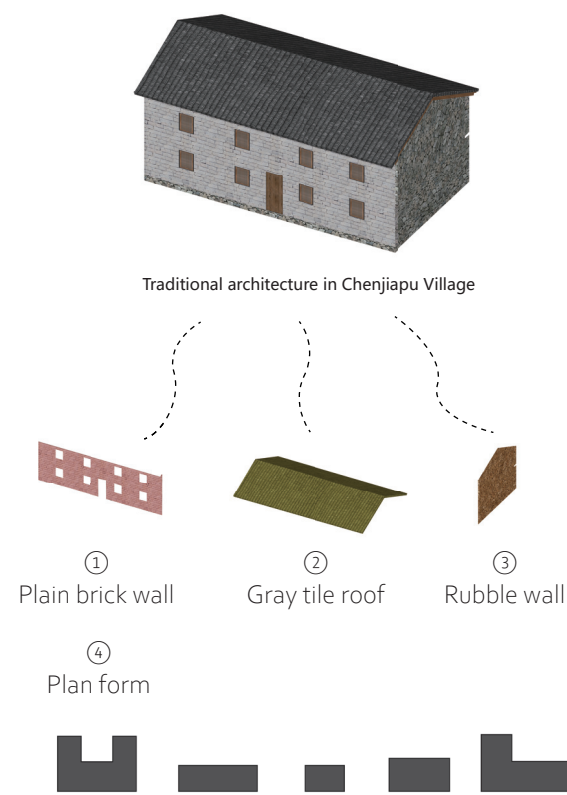 Traditional architecture in Chenjiapu Village
① ② ③
Plain brick wall Gray tile roof Rubble wall
④
Plan form